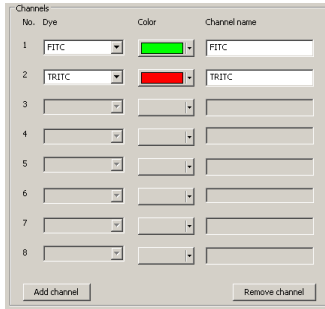 Channels
No. Dye Color Channel name
1 FITC FITC
2 TRITC TRITC
3
4
5
6
7
8
Add channel Remove channel